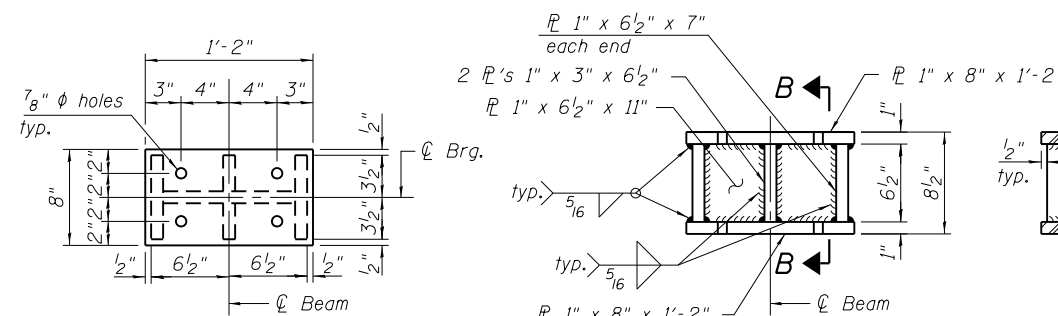 1'-2"
3" 4" 4" 3"
7/8" φ holes
typ.
1/2"
3 1/2"
3 1/2"
1/2"
8"
2"
2"
2"
2"
℄ Brg.
1/2" 6 1/2" 6 1/2" 1/2"
℄ Beam
℄ Beam
PL 1" x 6 1/2" x 7"
each end
2 PL's 1" x 3" x 6 1/2"
PL 1" x 6 1/2" x 11"
B
PL 1" x 8" x 1'-2
1"
6 1/2"
1"
8 1/2"
typ. 5/16
typ. 5/16
B
PL 1" x 8" x 1'-2"
1/2"
typ.